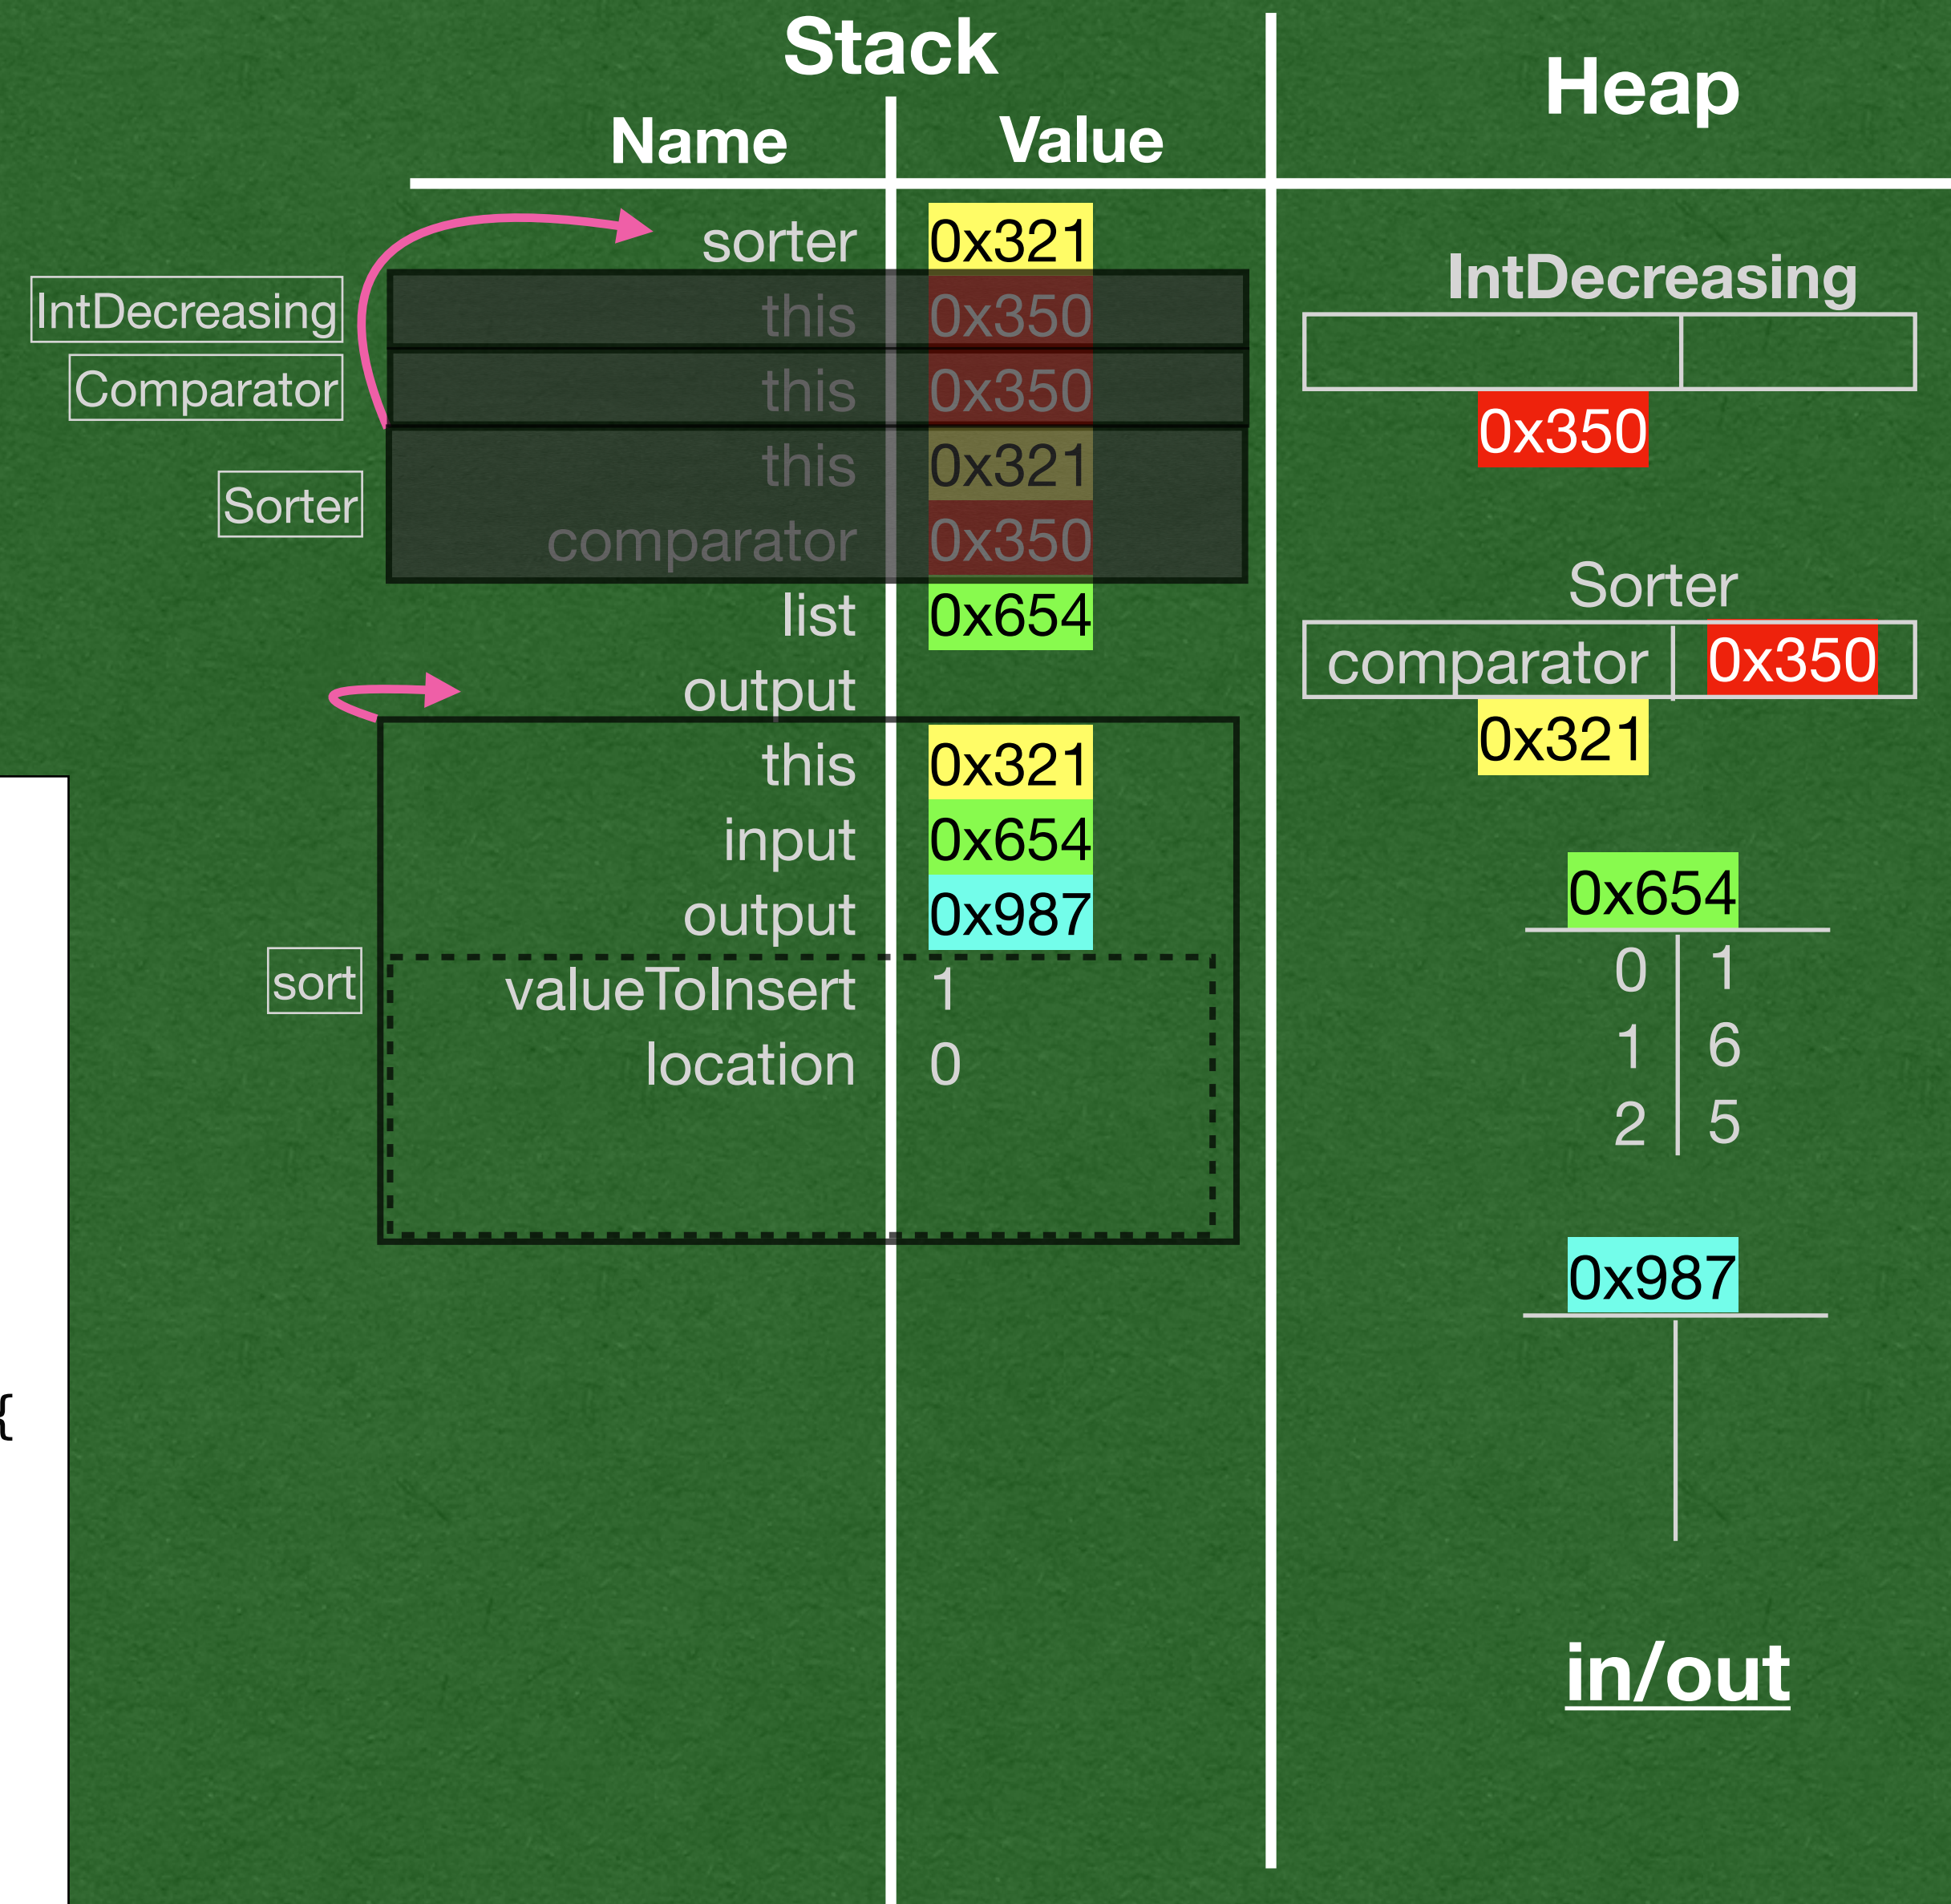 Stack
Heap
Name Value
sorter 0x321
IntDecreasing this 0x350
Comparator this 0x350
this 0x321
Sorter
comparator 0x350
list 0x654
output
this 0x321
input 0x654
output 0x987
sort valueToInsert 1
location 0
IntDecreasing
0x350
Sorter
comparator 0x350
0x321
0x654
0 1
1 6
2 5
0x987
in/out
{